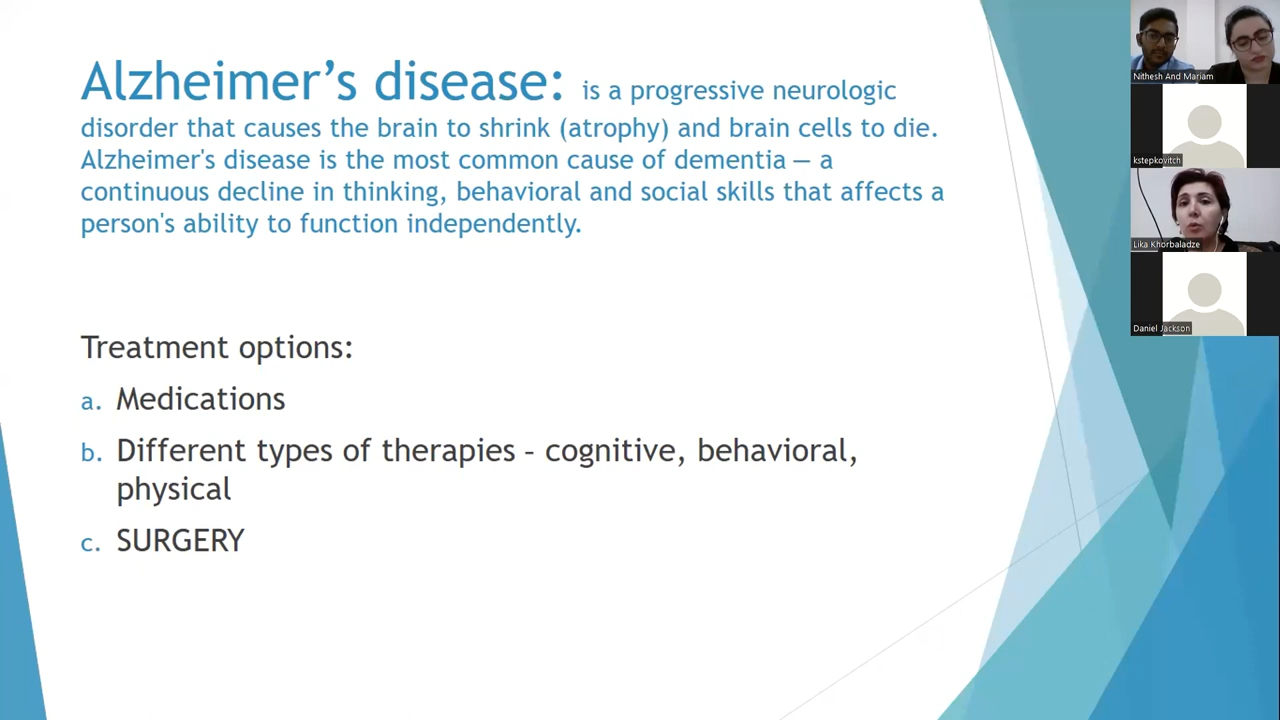 Alzheimer’s disease: is a progressive neurologic
disorder that causes the brain to shrink (atrophy) and brain cells to die.
Alzheimer's disease is the most common cause of dementia — a
continuous decline in thinking, behavioral and social skills that affects a
person's ability to function independently.
Treatment options:
a. Medications
b. Different types of therapies – cognitive, behavioral,
physical
c. SURGERY
Nithesh And Mariam
kstepkovitch
Lika Khorbaladze
Daniel Jackson